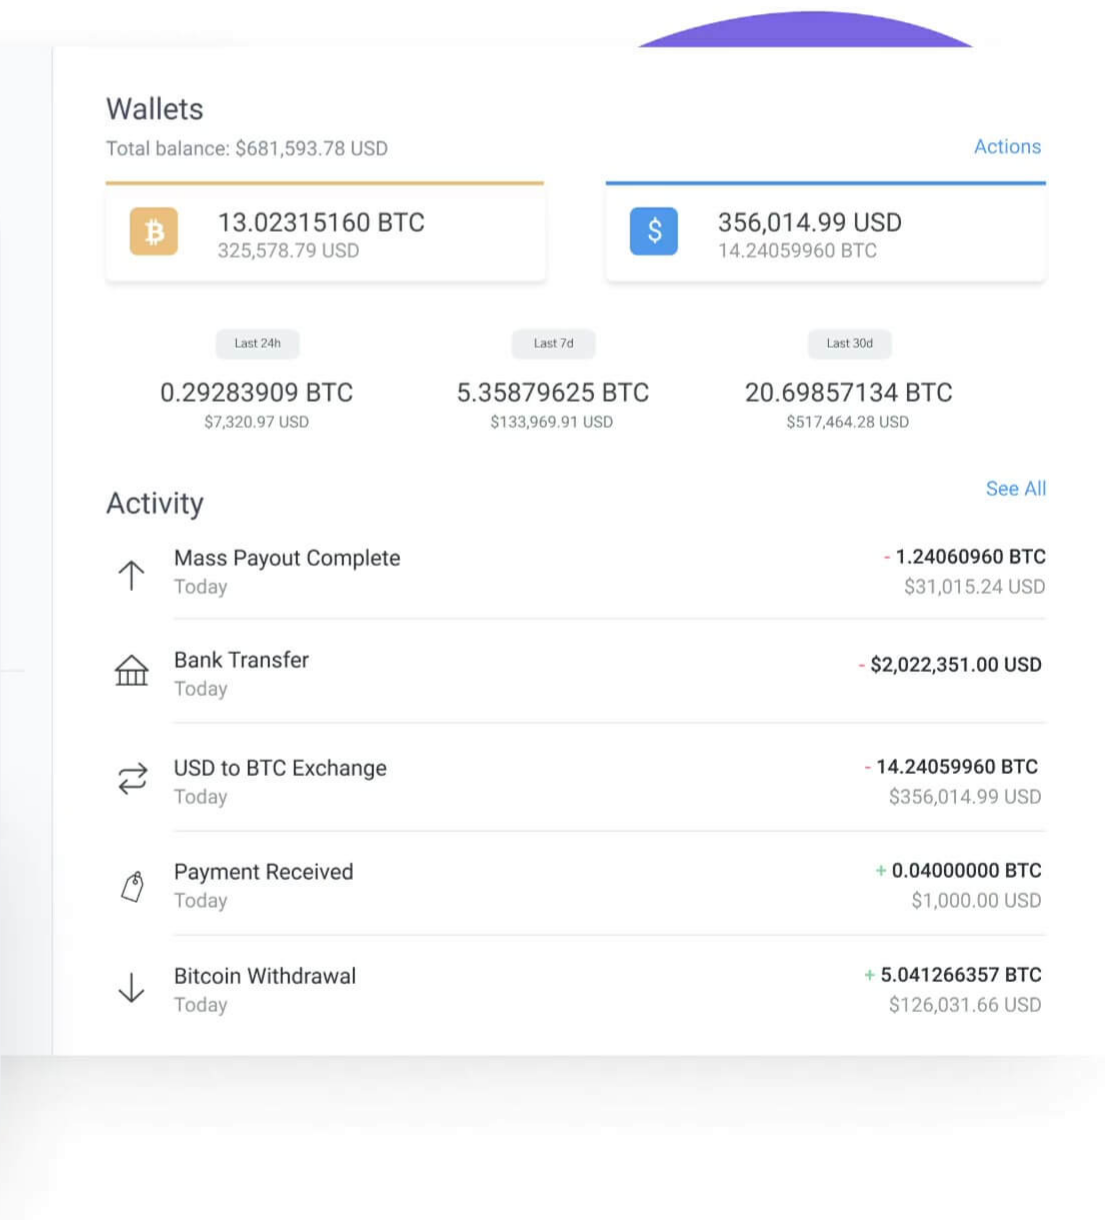 Wallets
Total balance: $681,593.78 USD
Actions
13.02315160 BTC
325,578.79 USD
$
356,014.99 USD
14.24059960 BTC
Last 24h
0.29283909 BTC
$7,320.97 USD
Last 7d
5.35879625 BTC
$133,969.91 USD
Last 30d
20.69857134 BTC
$517,464.28 USD
Activity
See All
Mass Payout Complete
Today
- 1.24060960 BTC
$31,015.24 USD
Bank Transfer
Today
- $2,022,351.00 USD
USD to BTC Exchange
Today
- 14.24059960 BTC
$356,014.99 USD
Payment Received
Today
+ 0.04000000 BTC
$1,000.00 USD
Bitcoin Withdrawal
Today
+ 5.041266357 BTC
$126,031.66 USD